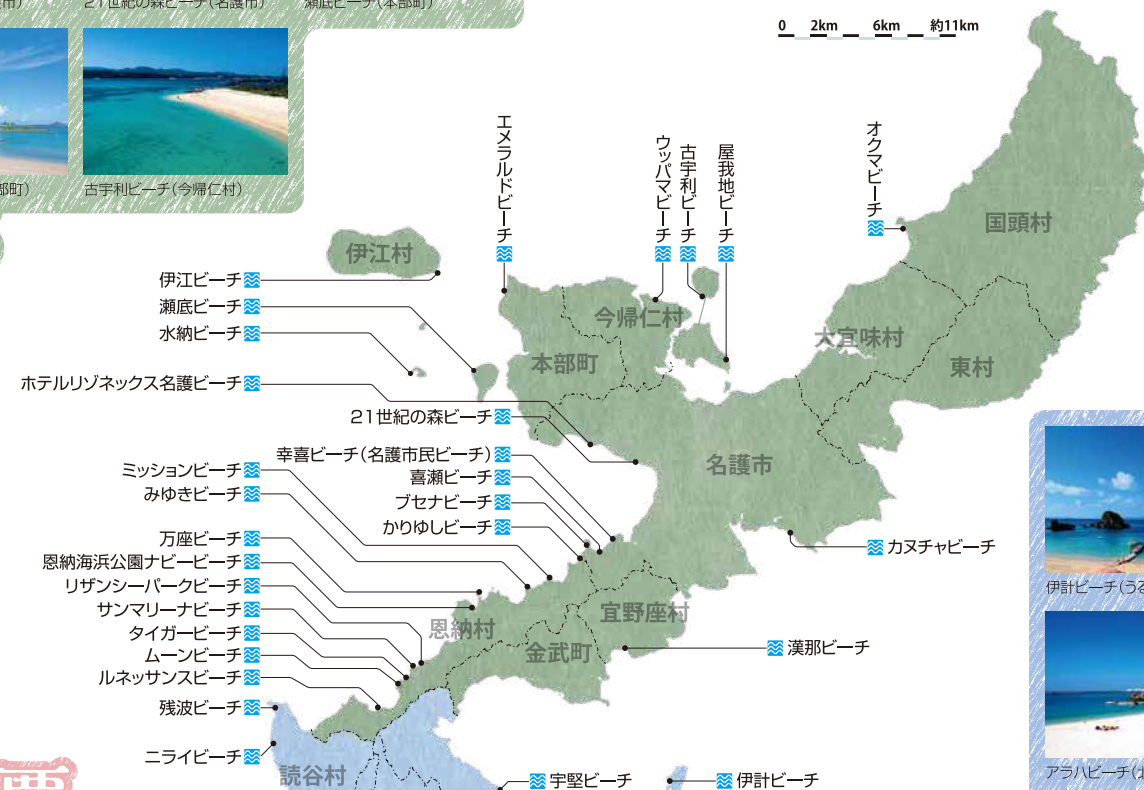 21世紀の森ビーチ(名護市)
瀬底ビーチ(本部町)
0 2km 6km 約11km
古宇利ビーチ(今帰仁村)
エメラルドビーチ
ウッパマビーチ
古宇利ビーチ
屋我地ビーチ
オクマビーチ
国頭村
伊江村
伊江ビーチ
瀬底ビーチ
水納ビーチ
今帰仁村
大宜味村
本部町
東村
ホテルリゾネックス名護ビーチ
21世紀の森ビーチ
幸喜ビーチ(名護市民ビーチ)
名護市
ミッションビーチ
喜瀬ビーチ
みゆきビーチ
ブセナビーチ
かりゆしビーチ
万座ビーチ
カヌチャビーチ
恩納海浜公園ナビービーチ
リザンシーパークビーチ
伊計ビーチ(うる
サンマリーナビーチ
宜野座村
恩納村
タイガービーチ
金武町
漢那ビーチ
ムーンビーチ
ルネッサンスビーチ
残波ビーチ
ニライビーチ
読谷村
宇堅ビーチ
伊計ビーチ
アラハビーチ